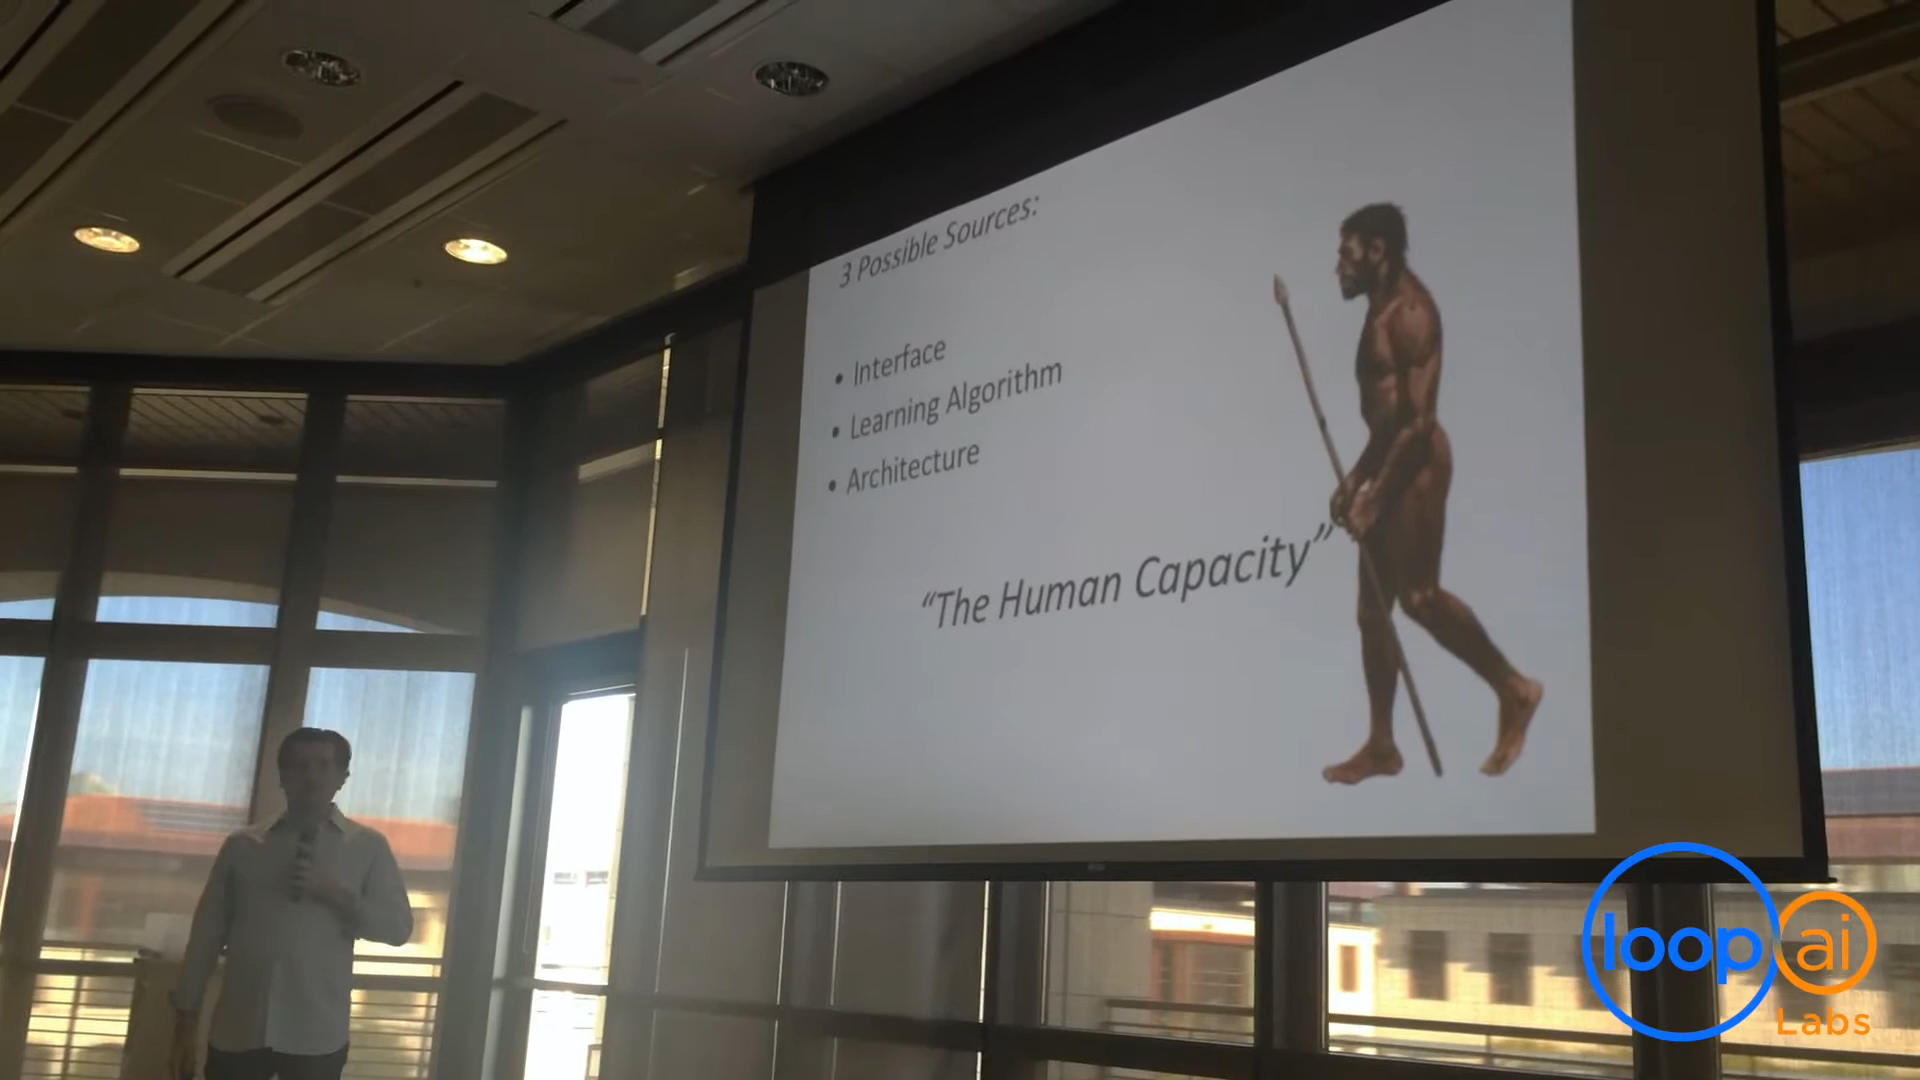 3 Possible Sources:
• Interface
• Learning Algorithm
• Architecture
“The Human Capacity”
loop ai
Labs